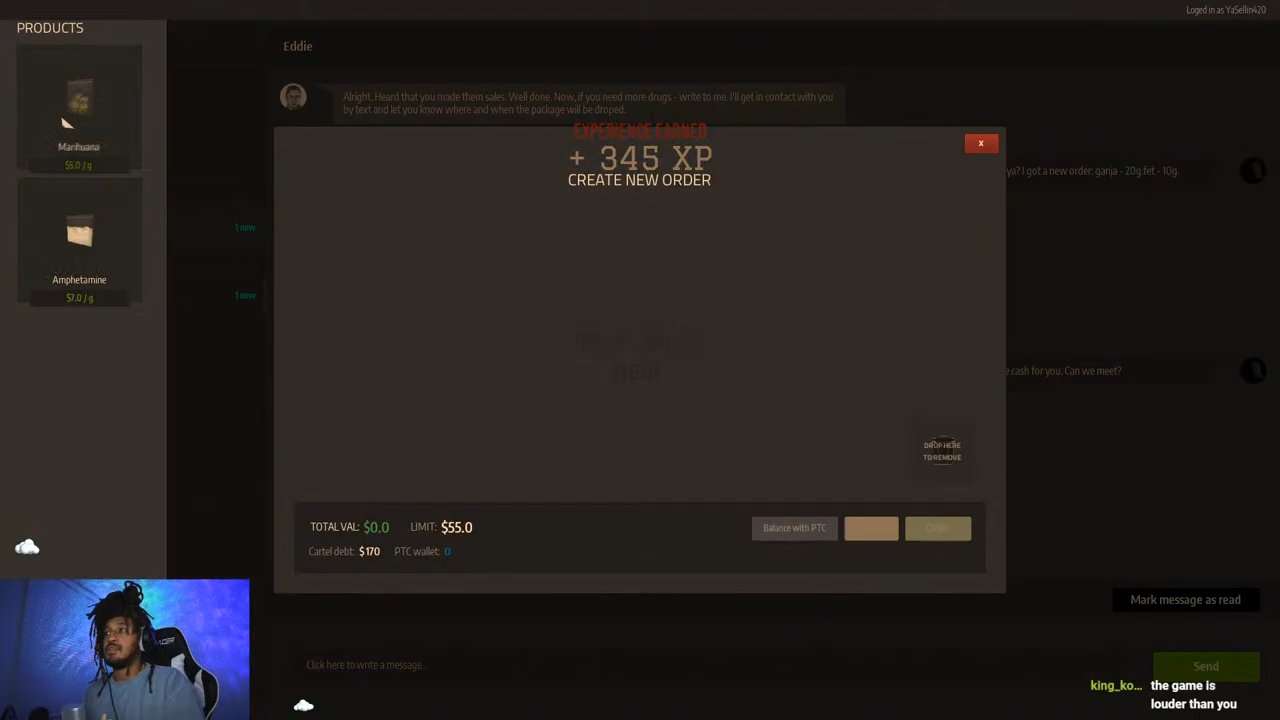 Loged in as YaSellin420
PRODUCTS
Eddie
Marihuana
$5.0 / g
Amphetamine
$7.0 / g
1 new
1 new
Alright. Heard that you made them sales. Well done. Now, if you need more drugs - write to me. I'll get in contact with you
by text and let you know where and when the package will be droped.
EXPERIENCE EARNED
+ 345 XP
CREATE NEW ORDER
x
ya? I got a new order: ganja - 20g.fet - 10g.
cash for you. Can we meet?
DROP HERE
TO REMOVE
TOTAL VAL: $0.0 LIMIT: $55.0
Cartel debt: $170 PTC wallet: 0
Balance with PTC
Mark message as read
Click here to write a message...
Send
king_ko... the game is
louder than you